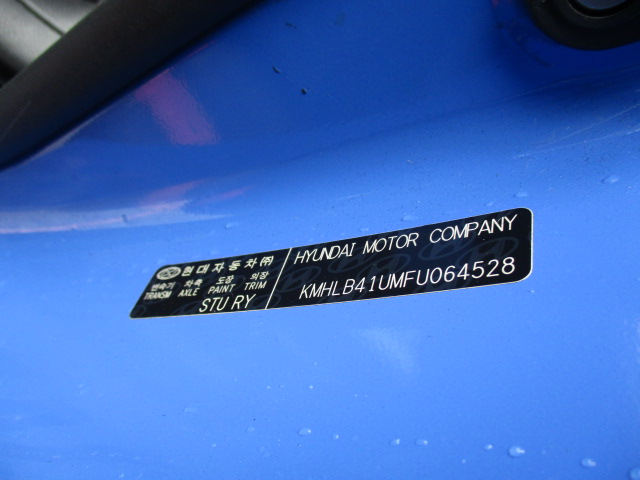 현대자동차㈜
변속기 차축 도장 의장
TRANSM AXLE PAINT TRIM
STU RY
HYUNDAI MOTOR COMPANY
KMHLB41UMFU064528